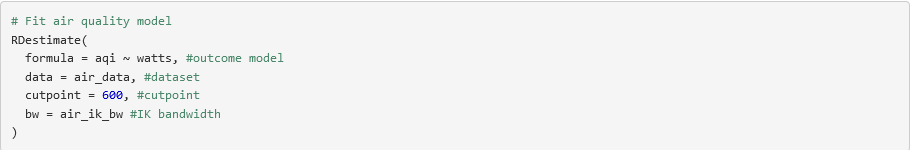 # Fit air quality model
RDestimate(
  formula = aqi ~ watts, #outcome model
  data = air_data, #dataset
  cutpoint = 600, #cutpoint
  bw = air_ik_bw #IK bandwidth
)